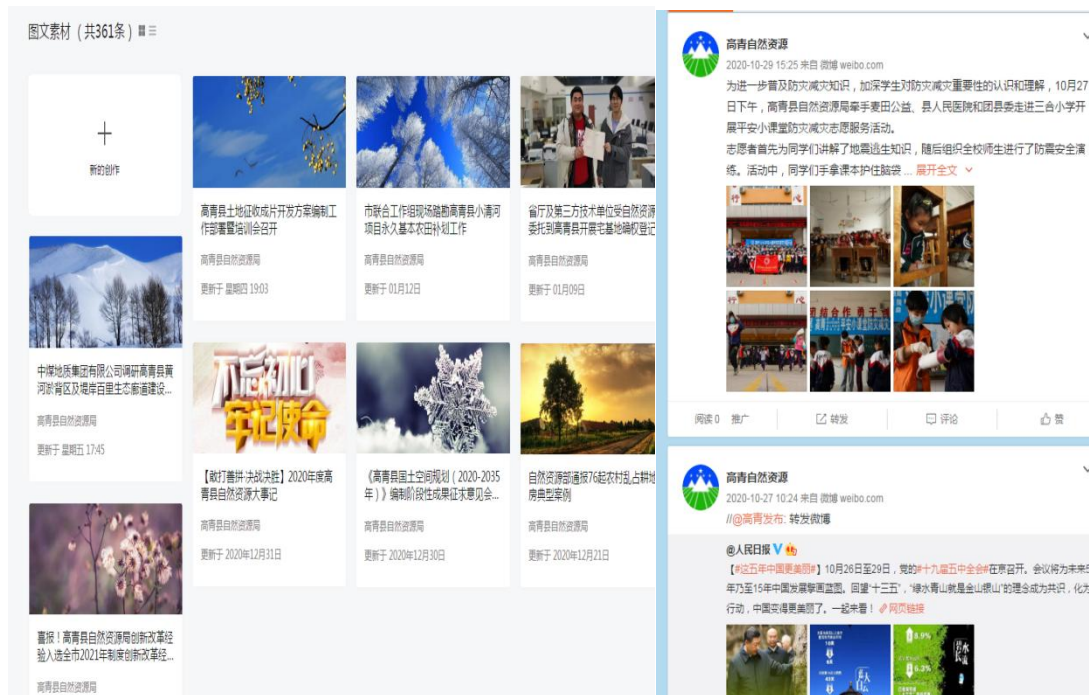 图文素材（共361条）
新的创作
高青县土地征收成片开发方案编制工
作部署暨培训会召开
高青县自然资源局
更新于 星期四 19:03
市联合工作组现场踏勘高青县小清河
项目永久基本农田补划工作
高青县自然资源局
更新于 01月12日
省厅及第三方技术单位受自然资源
委托到高青县开展宅基地确权登记
高青县自然资源局
更新于 01月09日
中煤地质集团有限公司调研高青县黄
河淤背区及堤岸百里生态廊道建设...
高青县自然资源局
更新于 星期五 17:45
不忘初心
牢记使命
【敢打善拼·决战决胜】2020年度高
青县自然资源大事记
高青县自然资源局
更新于 2020年12月31日
《高青县国土空间规划（2020-2035
年）》编制阶段性成果征求意见会...
高青县自然资源局
更新于 2020年12月30日
自然资源部通报76起农村乱占耕地
房典型案例
高青县自然资源局
更新于 2020年12月21日
喜报！高青县自然资源局创新改革经
验入选全市2021年制度创新改革经...
高青县自然资源局
高青自然资源
2020-10-29 15:25 来自 微博 weibo.com
为进一步普及防灾减灾知识，加深学生对防灾减灾重要性的认识和理解，10月27
日下午，高青县自然资源局牵手麦田公益、县人民医院和团县委走进三合小学开
展平安小课堂防灾减灾志愿服务活动。
志愿者首先为同学们讲解了地震逃生知识，随后组织全校师生进行了防震安全演
练。活动中，同学们手拿课本护住脑袋 ... 展开全文
阅读0 推广 转发 评论 赞
高青自然资源
2020-10-27 10:24 来自 微博 weibo.com
//@高青发布: 转发微博
@人民日报
【#这五年中国更美丽#】10月26日至29日，党的#十九届五中全会#在京召开。会议将为未来5
年乃至15年中国发展擘画蓝图。回望“十三五”，“绿水青山就是金山银山”的理念成为共识，化为
行动，中国变得更美丽了。一起来看！ 网页链接
8.9%
6.3%